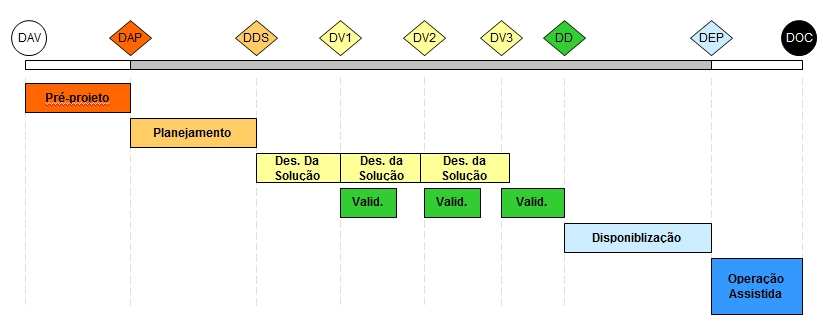 DAV
DAP
DDS
DV1
DV2
DV3
DD
DEP
DOC
Pré-projeto
Planejamento
Des. Da
Solução
Des. da
Solução
Des. da
Solução
Valid.
Valid.
Valid.
Disponiblização
Operação
Assistida